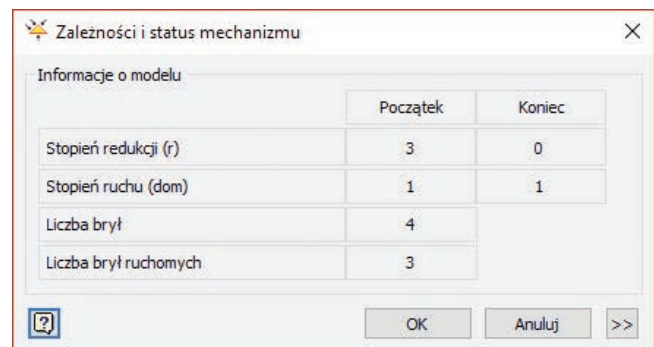 Zależności i status mechanizmu
Informacje o modelu
Początek Koniec
Stopień redukcji (r) 3 0
Stopień ruchu (dom) 1 1
Liczba brył 4
Liczba brył ruchomych 3
? OK Anuluj >>